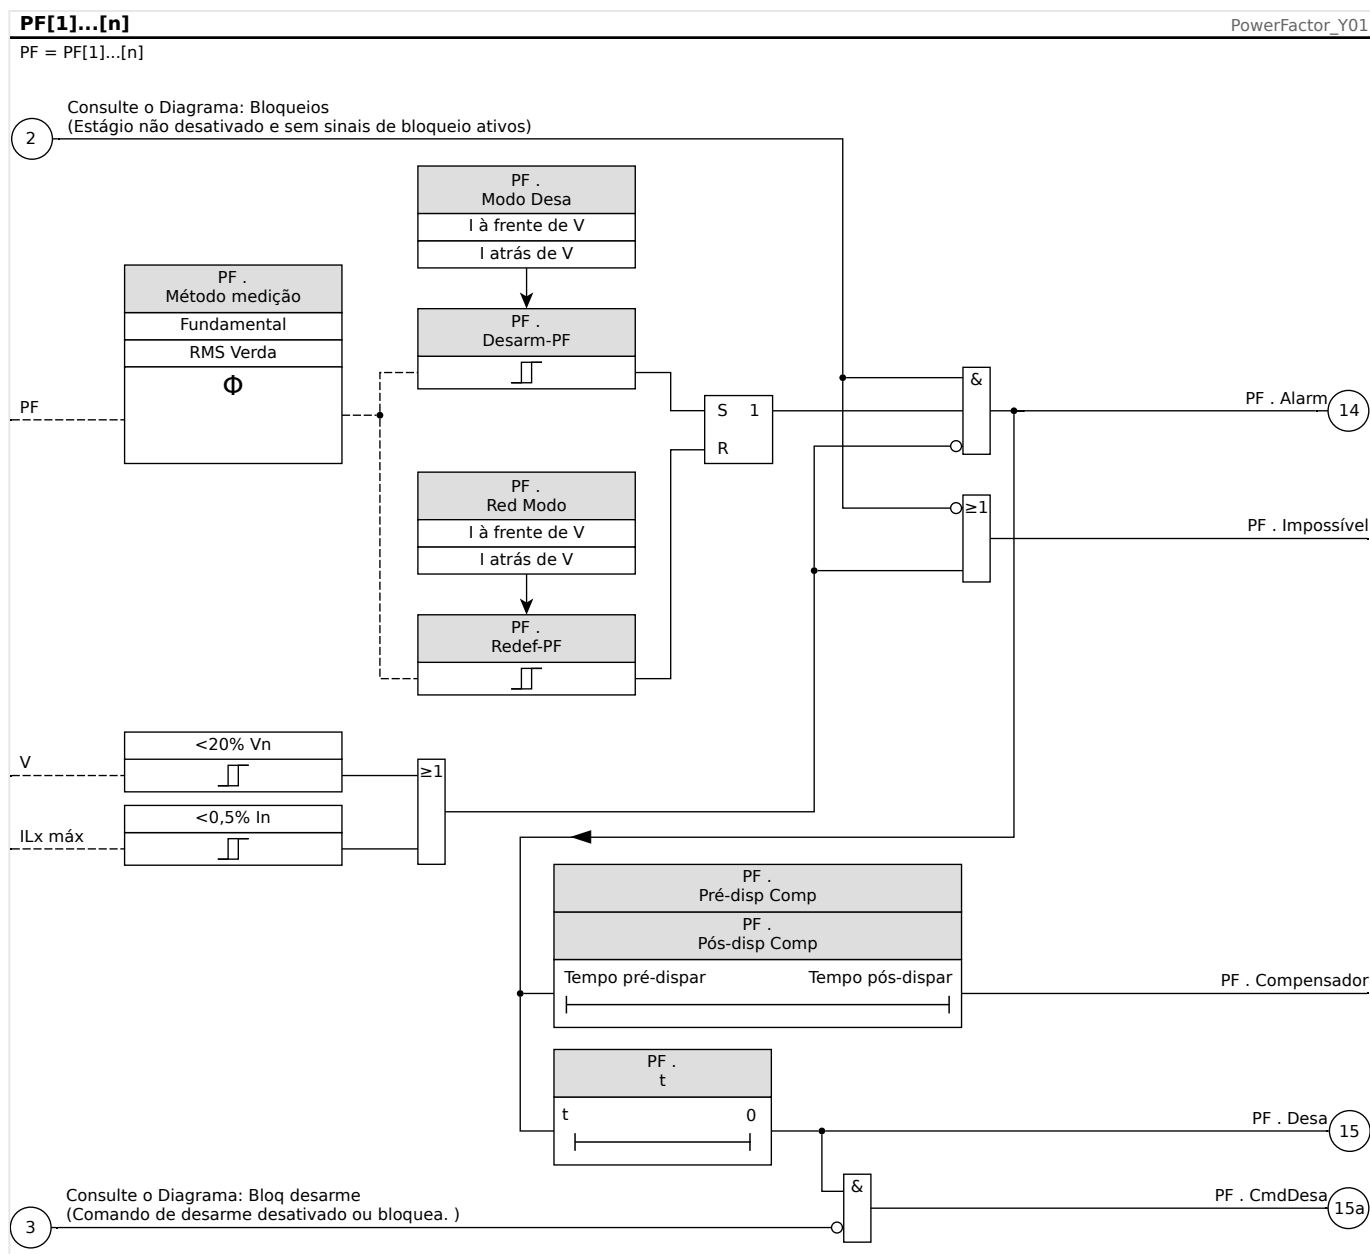 PF[1]...[n]
PowerFactor_Y01
PF = PF[1]...[n]
Consulte o Diagrama: Bloqueios
(Estágio não desativado e sem sinais de bloqueio ativos)
2
PF .
Modo Desa
I à frente de V
I atrás de V
PF .
Método medição
Fundamental
RMS Verda
Φ
PF
PF .
Desarm-PF
S 1
R
&
PF . Alarm
14
PF .
Red Modo
I à frente de V
I atrás de V
≥1
PF . Impossível
PF .
Redef-PF
<20% Vn
V
≥1
<0,5% In
ILx máx
PF .
Pré-disp Comp
PF .
Pós-disp Comp
Tempo pré-dispar
Tempo pós-dispar
PF . Compensador
PF .
t
t
0
PF . Desa
15
&
PF . CmdDesa
15a
Consulte o Diagrama: Bloq desarme
(Comando de desarme desativado ou bloquea. )
3